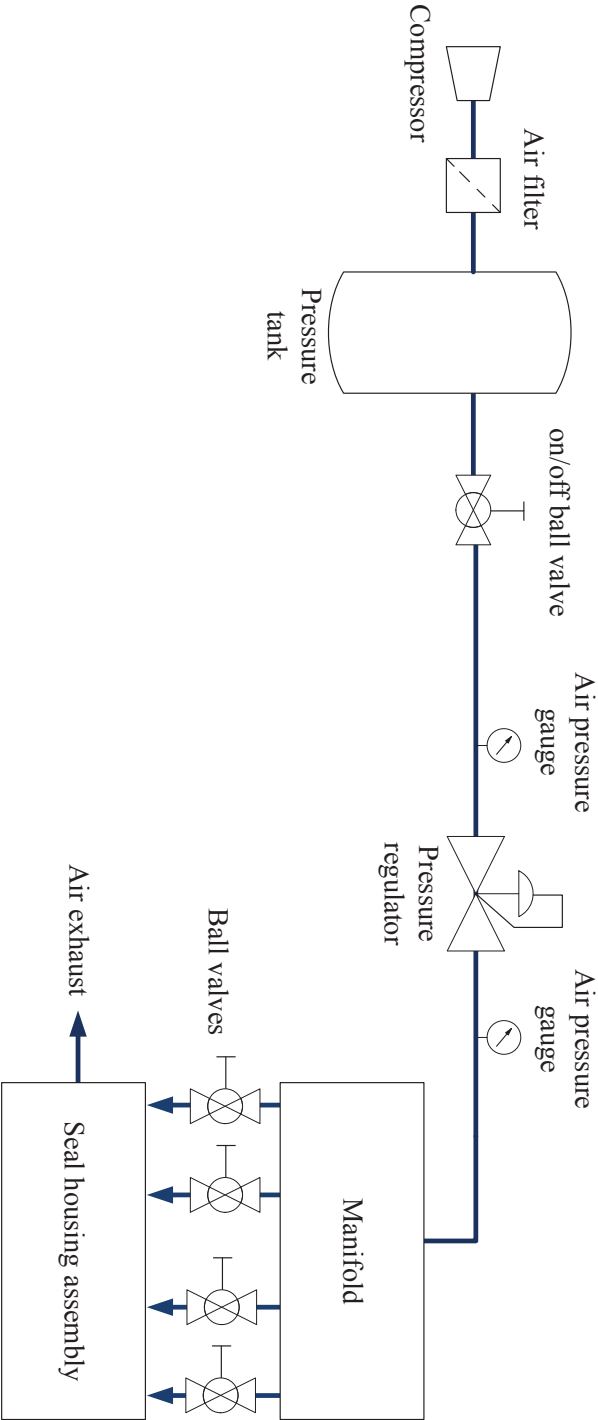 Compressor
Air filter
Pressure
tank
on/off ball valve
Air pressure
gauge
Pressure
regulator
Air pressure
gauge
Manifold
Ball valves
Air exhaust
Seal housing assembly